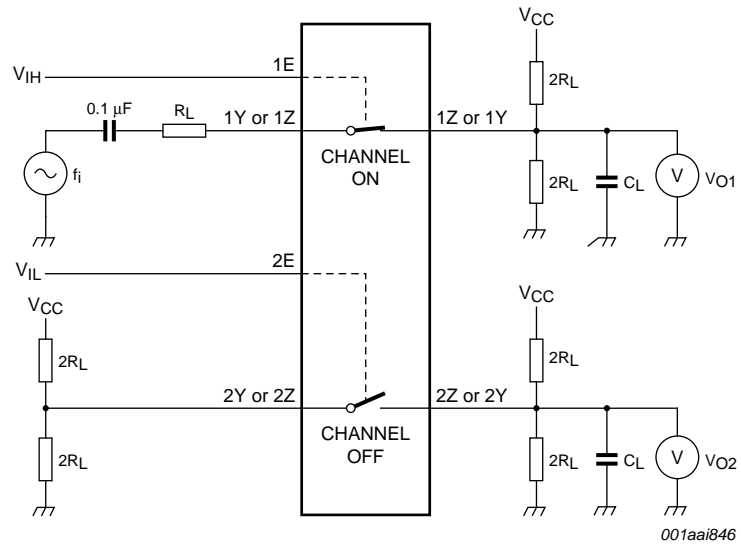 VCC
VIH
1E
2RL
0.1 μF
RL
1Y or 1Z
1Z or 1Y
fi
CHANNEL
ON
2RL
CL
V
VO1
VIL
2E
VCC
VCC
2RL
2RL
2Y or 2Z
2Z or 2Y
CHANNEL
OFF
2RL
2RL
CL
V
VO2
001aai846